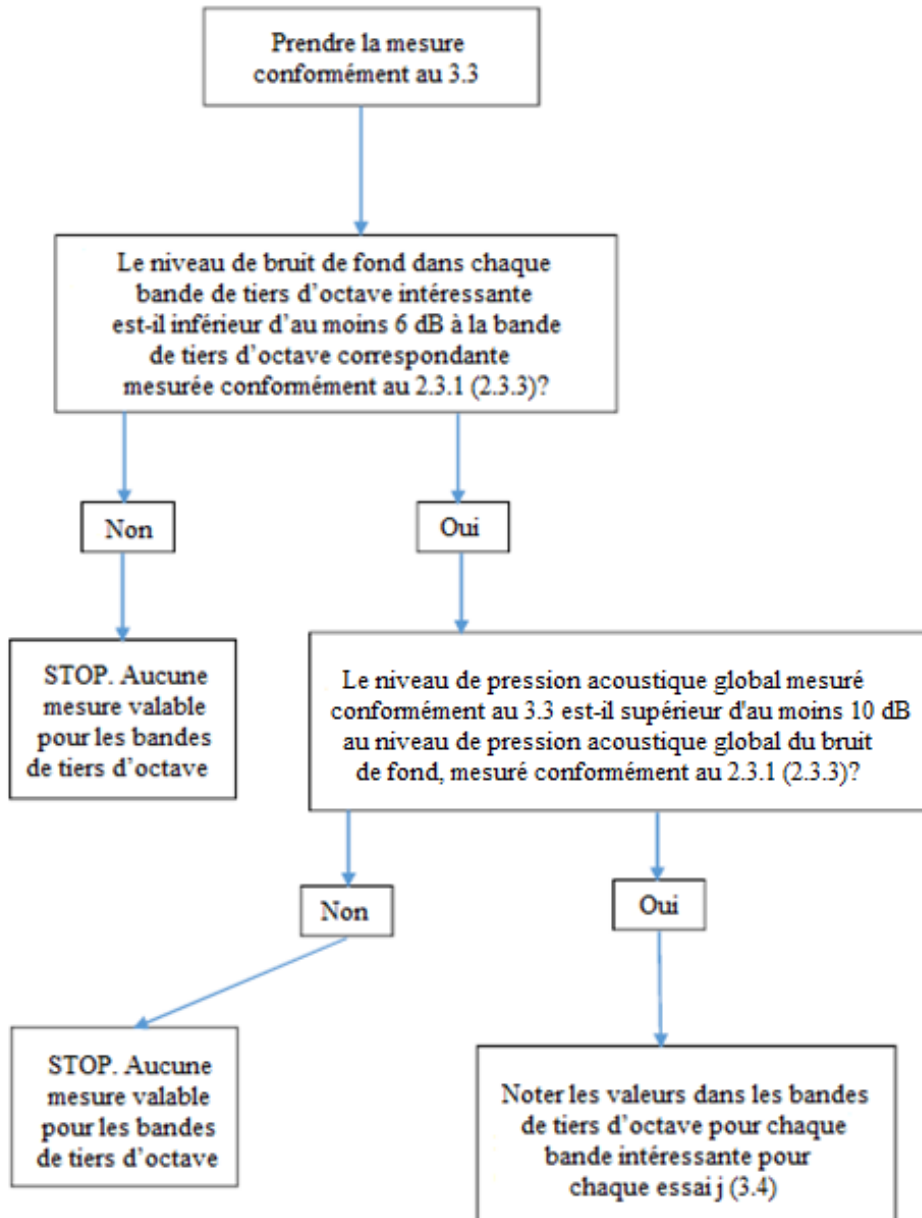 Prendre la mesure
conformément au 3.3
Le niveau de bruit de fond dans chaque
bande de tiers d’octave intéressante
est-il inférieur d’au moins 6 dB à la bande
de tiers d’octave correspondante
mesurée conformément au 2.3.1 (2.3.3)?
Non
Oui
STOP. Aucune
mesure valable
pour les bandes
de tiers d’octave
Le niveau de pression acoustique global mesuré
conformément au 3.3 est-il supérieur d'au moins 10 dB
au niveau de pression acoustique global du bruit
de fond, mesuré conformément au 2.3.1 (2.3.3)?
Non
Oui
STOP. Aucune
mesure valable
pour les bandes
de tiers d’octave
Noter les valeurs dans les bandes
de tiers d’octave pour chaque
bande intéressante pour
chaque essai j (3.4)